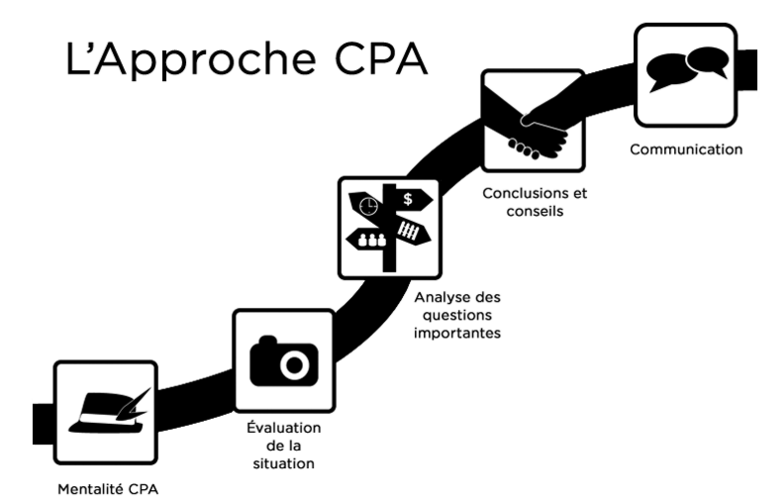 L'Approche CPA
Mentalité CPA
Évaluation
de la
situation
Analyse des
questions
importantes
$
Conclusions et
conseils
Communication